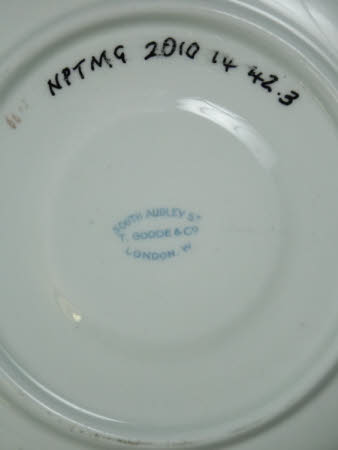 NPTMG 2010 14 42.3
SOUTH AUDLEY ST
T. GOODE & CO
LONDON. W